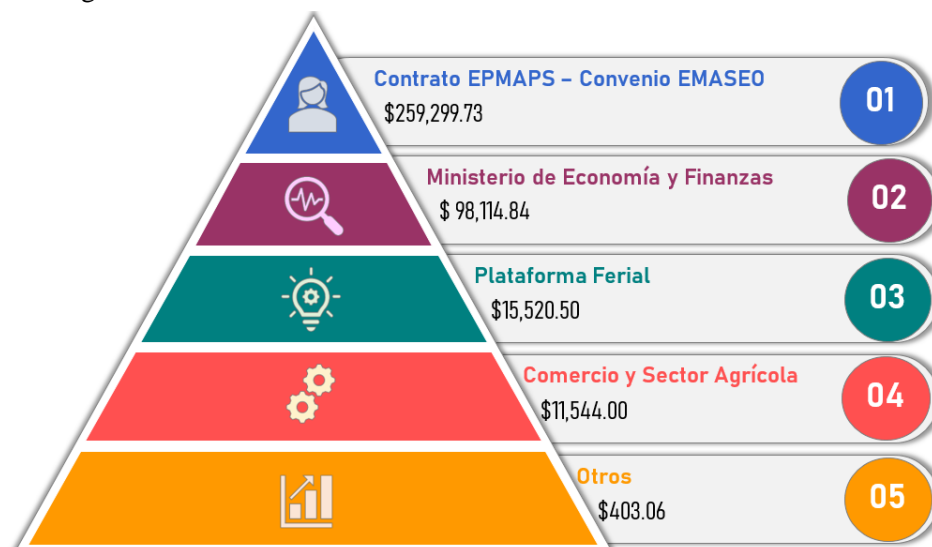 Contrato EPMAPS – Convenio EMASEO
$259,299.73
01
Ministerio de Economía y Finanzas
$ 98,114.84
02
Plataforma Ferial
$15,520.50
03
Comercio y Sector Agrícola
$11,544.00
04
Otros
$403.06
05